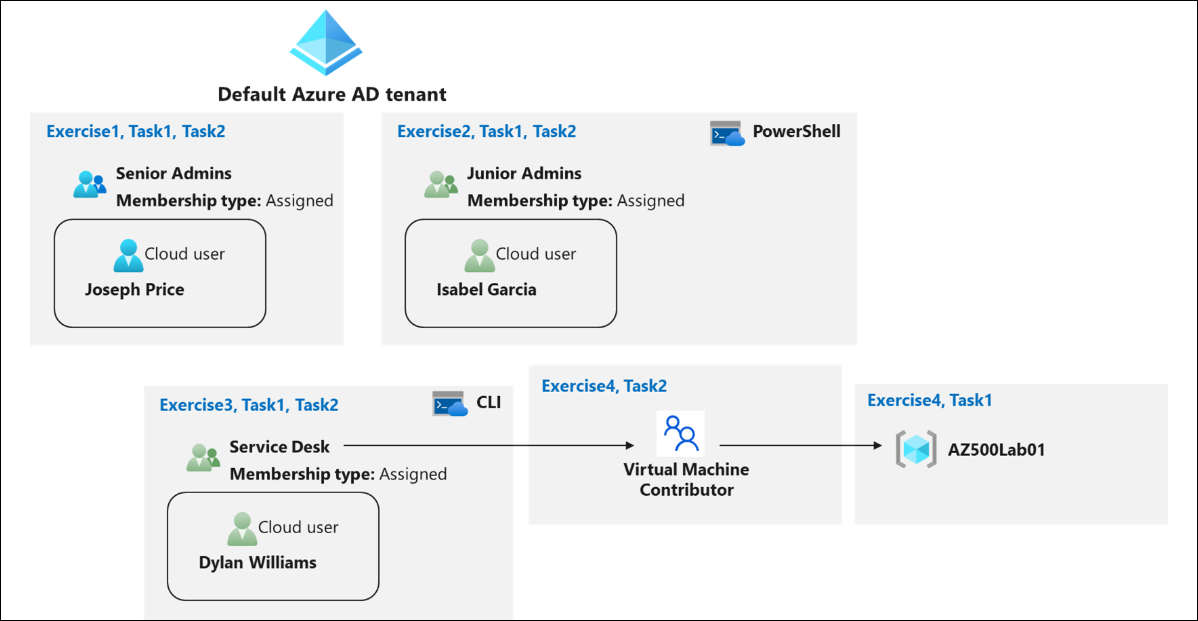 Default Azure AD tenant
Exercise1, Task1, Task2
Senior Admins
Membership type: Assigned
Cloud user
Joseph Price
Exercise2, Task1, Task2
PowerShell
Junior Admins
Membership type: Assigned
Cloud user
Isabel Garcia
Exercise3, Task1, Task2
CLI
Service Desk
Membership type: Assigned
Cloud user
Dylan Williams
Exercise4, Task2
Virtual Machine
Contributor
Exercise4, Task1
AZ500Lab01